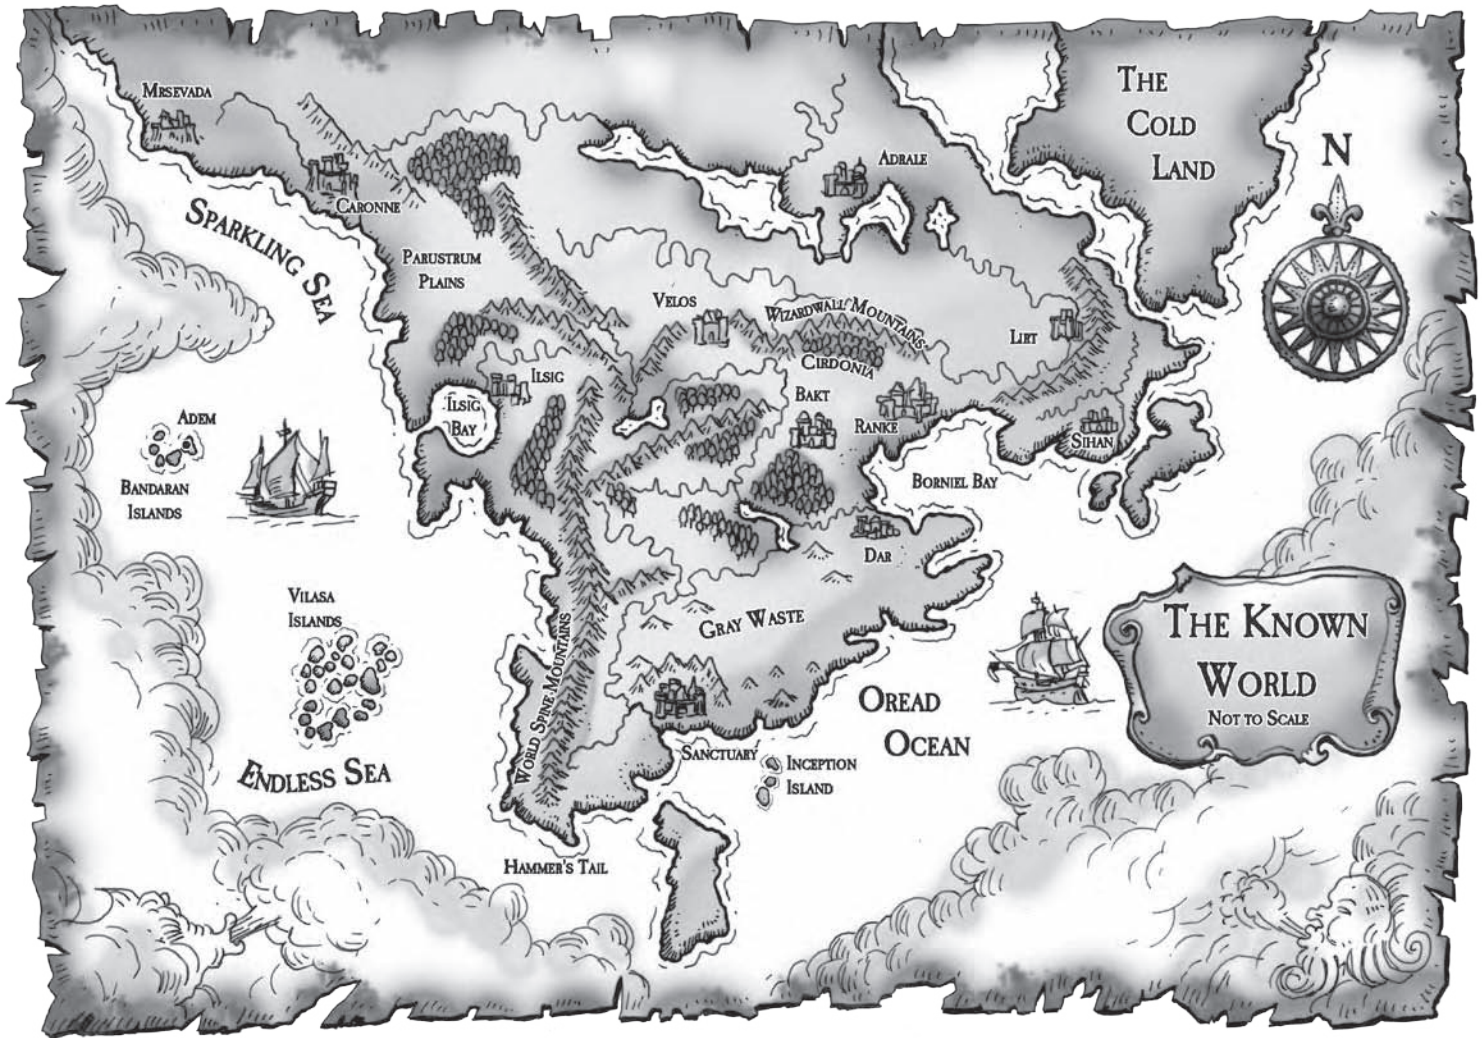 MRSEVADA
THE
COLD
LAND
N
ADRALE
CARONNE
SPARKLING SEA
PARUSTRUM
PLAINS
VELOS
WIZARDWALL MOUNTAINS
LIRT
CIRDONIA
ILSIG
ILSIG
BAY
BAKT
RANKE
SIHAN
ADEM
BANDARAN
ISLANDS
BORNIEL BAY
DAR
VILASA
ISLANDS
GRAY WASTE
THE KNOWN
WORLD
NOT TO SCALE
WORLD SPINE MOUNTAINS
OREAD
OCEAN
SANCTUARY
INCEPTION
ISLAND
ENDLESS SEA
HAMMER'S TAIL